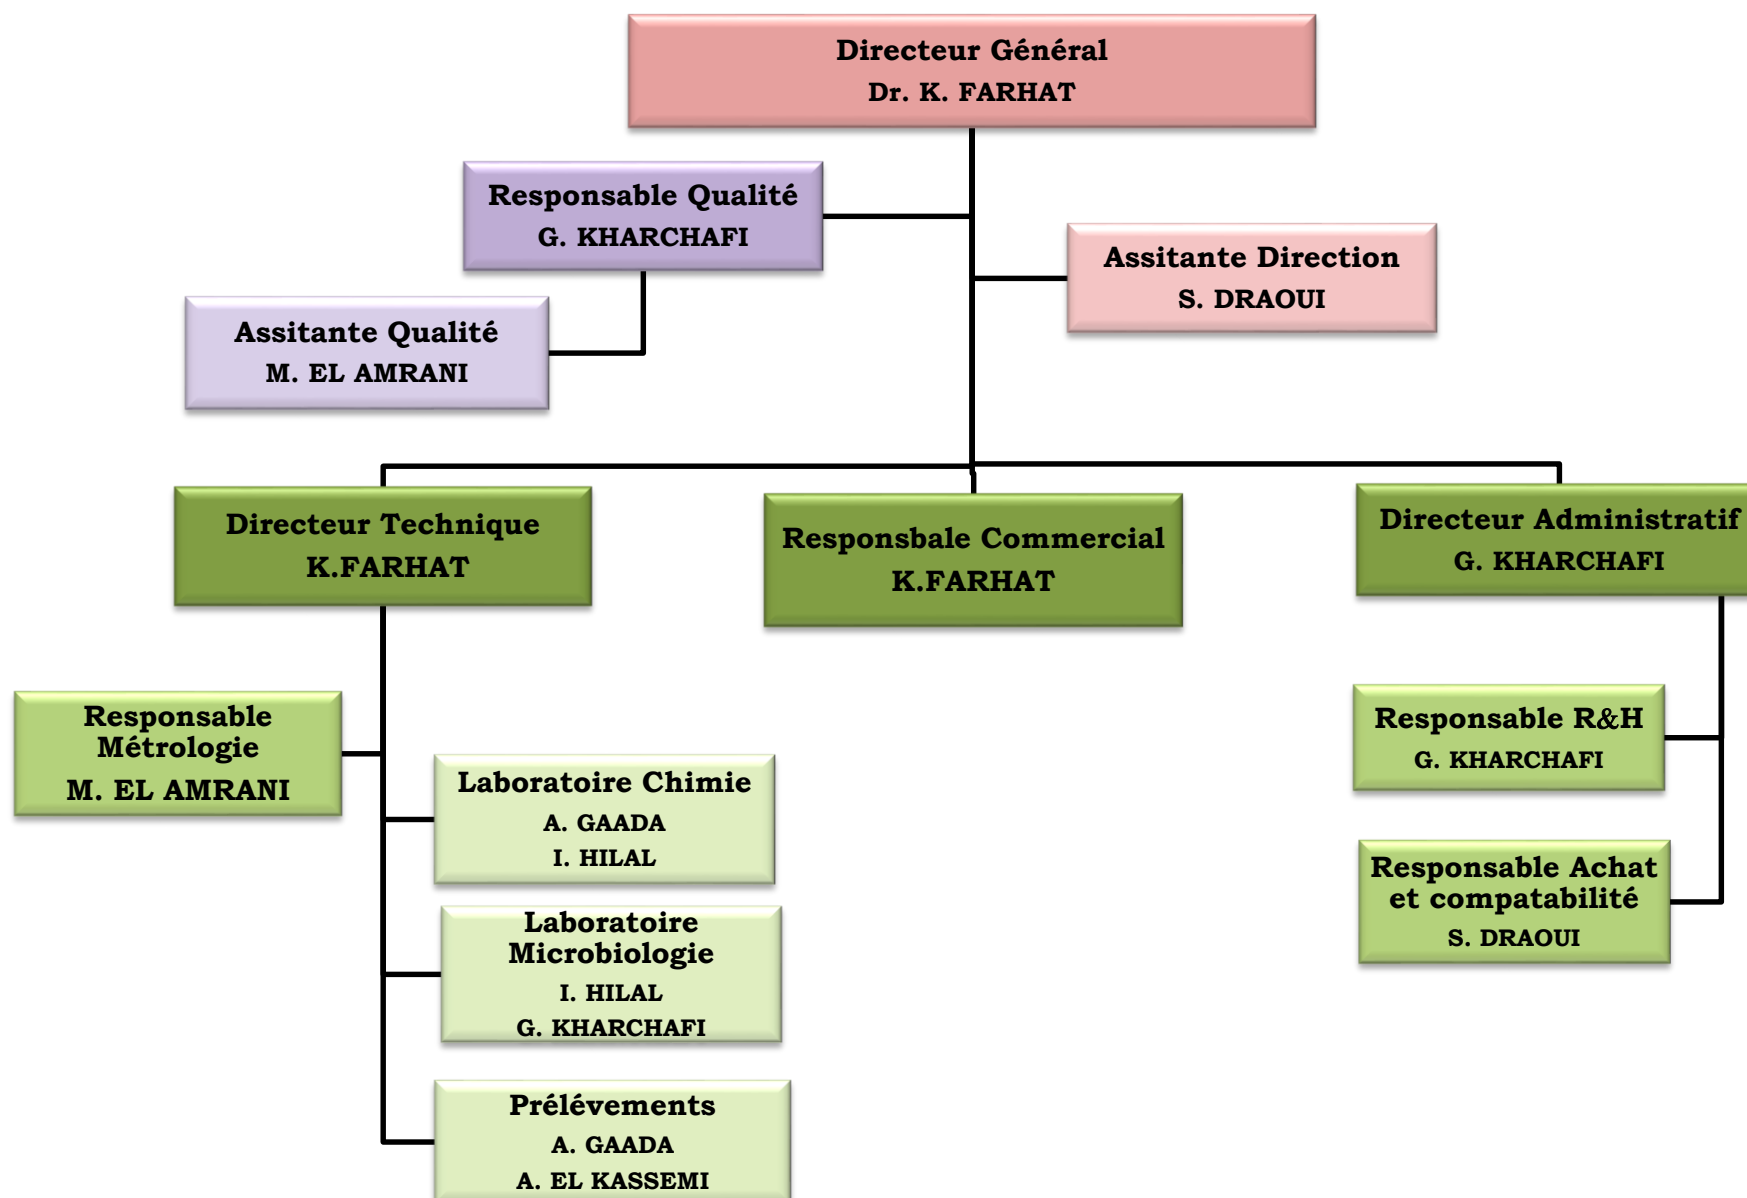 Directeur Général
Dr. K. FARHAT
Responsable Qualité
G. KHARCHAFI
Assitante Direction
S. DRAOUI
Assitante Qualité
M. EL AMRANI
Directeur Technique
K.FARHAT
Responsbale Commercial
K.FARHAT
Directeur Administratif
G. KHARCHAFI
Responsable
Métrologie
M. EL AMRANI
Laboratoire Chimie
A. GAADA
I. HILAL
Laboratoire
Microbiologie
I. HILAL
G. KHARCHAFI
Prélévements
A. GAADA
A. EL KASSEMI
Responsable R&H
G. KHARCHAFI
Responsable Achat
et compatabilité
S. DRAOUI